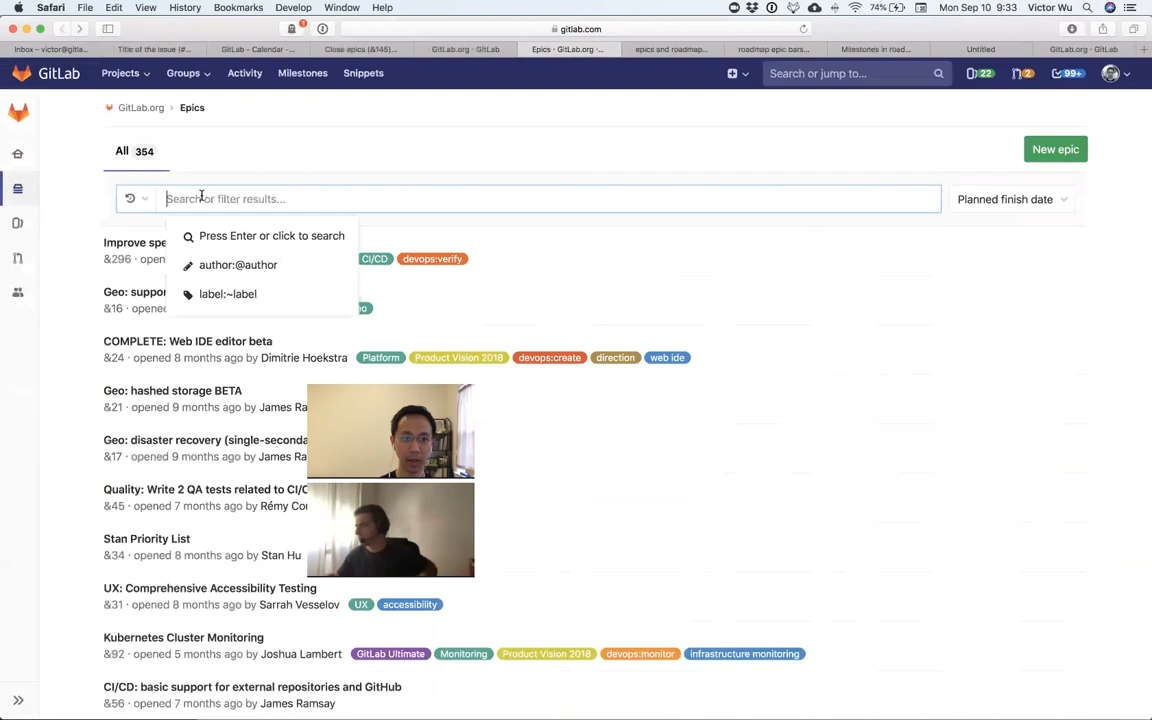 Safari File Edit View History Bookmarks Develop Window Help 74% Mon Sep 10 9:33 Victor Wu
gitlab.com
Inbox – victor@gitla... Title of the issue (#... GitLab - Calendar -... Close epics (&145)... GitLab.org · GitLab Epics · GitLab.org ·... epics and roadmap... roadmap epic bars... Milestones in road... Untitled GitLab.org · GitLab
GitLab Projects Groups Activity Milestones Snippets Search or jump to... 22 2 99+
GitLab.org › Epics
All 354 New epic
Search or filter results... Planned finish date
Press Enter or click to search
author:@author
label:~label
Improve spe
&296 · open CI/CD devops:verify
Geo: suppor
&16 · opened
COMPLETE: Web IDE editor beta
&24 · opened 8 months ago by Dimitrie Hoekstra Platform Product Vision 2018 devops:create direction web ide
Geo: hashed storage BETA
&21 · opened 9 months ago by James Ra
Geo: disaster recovery (single-seconda
&17 · opened 9 months ago by James Ra
Quality: Write 2 QA tests related to CI/C
&45 · opened 7 months ago by Rémy Cou
Stan Priority List
&34 · opened 8 months ago by Stan Hu
UX: Comprehensive Accessibility Testing
&31 · opened 8 months ago by Sarrah Vesselov UX accessibility
Kubernetes Cluster Monitoring
&92 · opened 5 months ago by Joshua Lambert GitLab Ultimate Monitoring Product Vision 2018 devops:monitor infrastructure monitoring
CI/CD: basic support for external repositories and GitHub
&56 · opened 7 months ago by James Ramsay